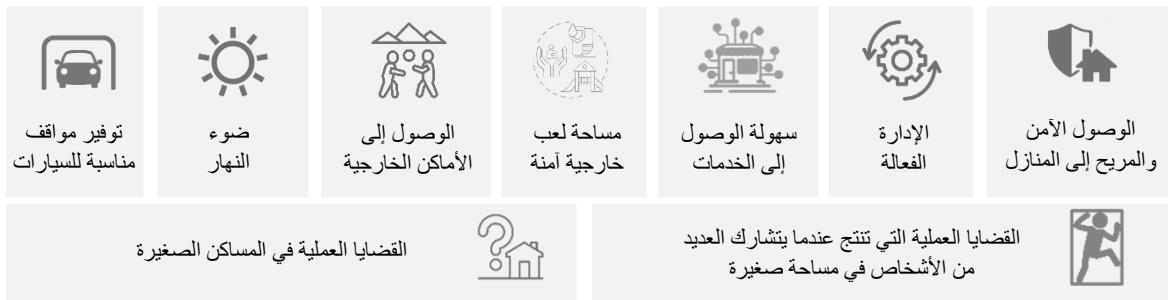 الوصول الآمن
والمريح إلى المنازل
الإدارة
الفعالة
سهولة الوصول
إلى الخدمات
مساحة لعب
خارجية آمنة
الوصول إلى
الأماكن الخارجية
ضوء
النهار
توفير مواقف
مناسبة للسيارات
القضايا العملية التي تنتج عندما يتشارك العديد
من الأشخاص في مساحة صغيرة
القضايا العملية في المساكن الصغيرة